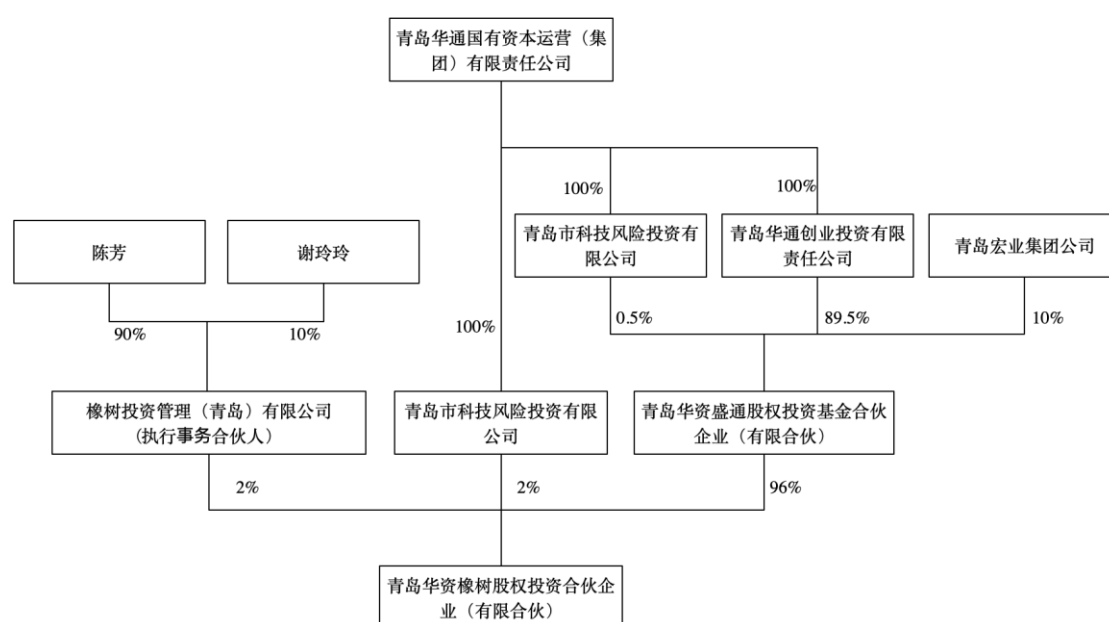 青岛华通国有资本运营（集
团）有限责任公司
100%
100%
陈芳
谢玲玲
青岛市科技风险投资有
限公司
青岛华通创业投资有限
责任公司
青岛宏业集团公司
90%
10%
100%
0.5%
89.5%
10%
橡树投资管理（青岛）有限公司
(执行事务合伙人）
青岛市科技风险投资有限
公司
青岛华资盛通股权投资基金合伙
企业（有限合伙）
2%
2%
96%
青岛华资橡树股权投资合伙企
业（有限合伙）